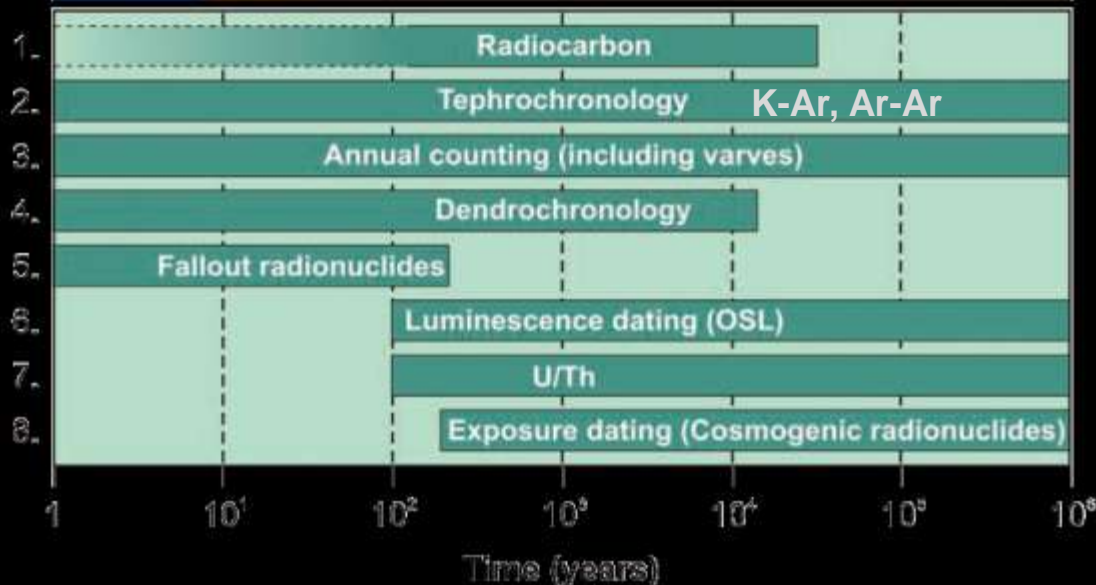 1. Radiocarbon
2. Tephrochronology K-Ar, Ar-Ar
3. Annual counting (including varves)
4. Dendrochronology
5. Fallout radionuclides
6. Luminescence dating (OSL)
7. U/Th
8. Exposure dating (Cosmogenic radionuclides)
1 10¹ 10² 10³ 10⁴ 10⁵ 10⁶
Time (years)